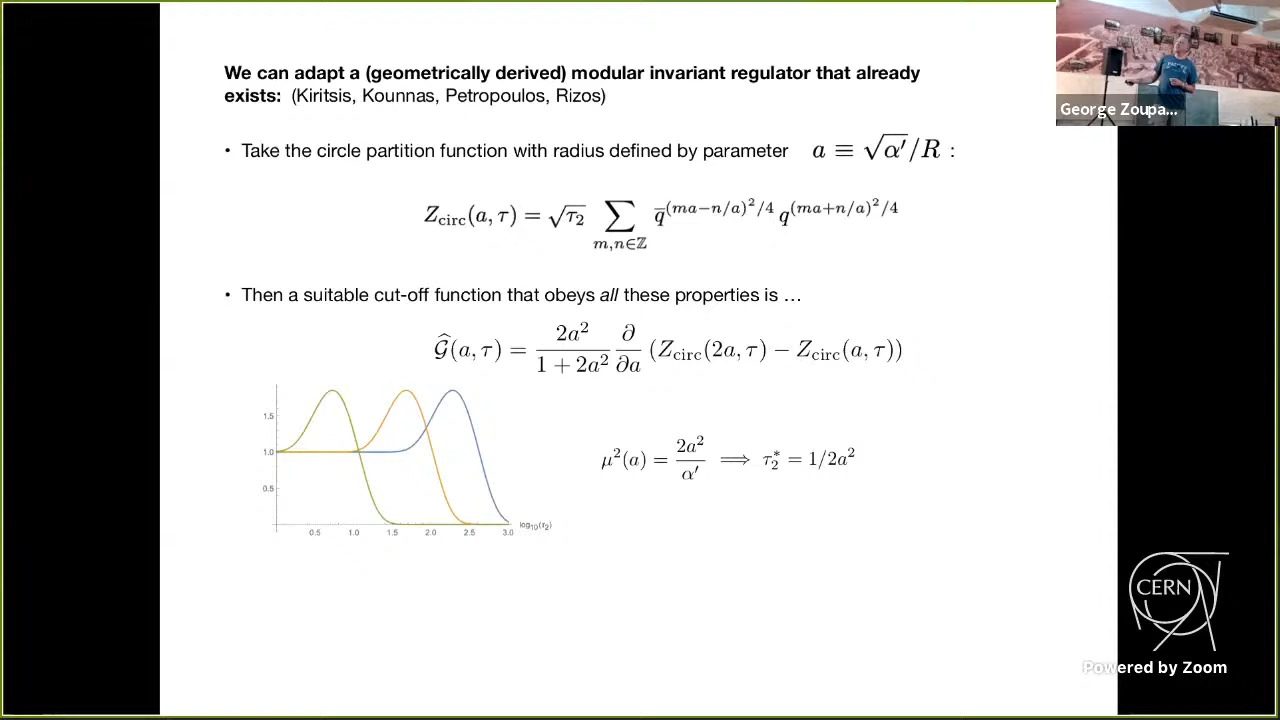 We can adapt a (geometrically derived) modular invariant regulator that already
exists: (Kiritsis, Kounnas, Petropoulos, Rizos)
• Take the circle partition function with radius defined by parameter a ≡ √α′/R :
Z_circ(a, τ) = √τ₂ ∑_{m,n∈ℤ} q̅^{(ma−n/a)²/4} q^{(ma+n/a)²/4}
• Then a suitable cut-off function that obeys all these properties is …
𝒢̂(a, τ) = 2a²/(1 + 2a²) ∂/∂a (Z_circ(2a, τ) − Z_circ(a, τ))
1.5
1.0
0.5
0.5 1.0 1.5 2.0 2.5 3.0 log₁₀(τ₂)
μ²(a) = 2a²/α′ ⟹ τ₂* = 1/2a²
George Zoupa...
CERN
Powered by Zoom